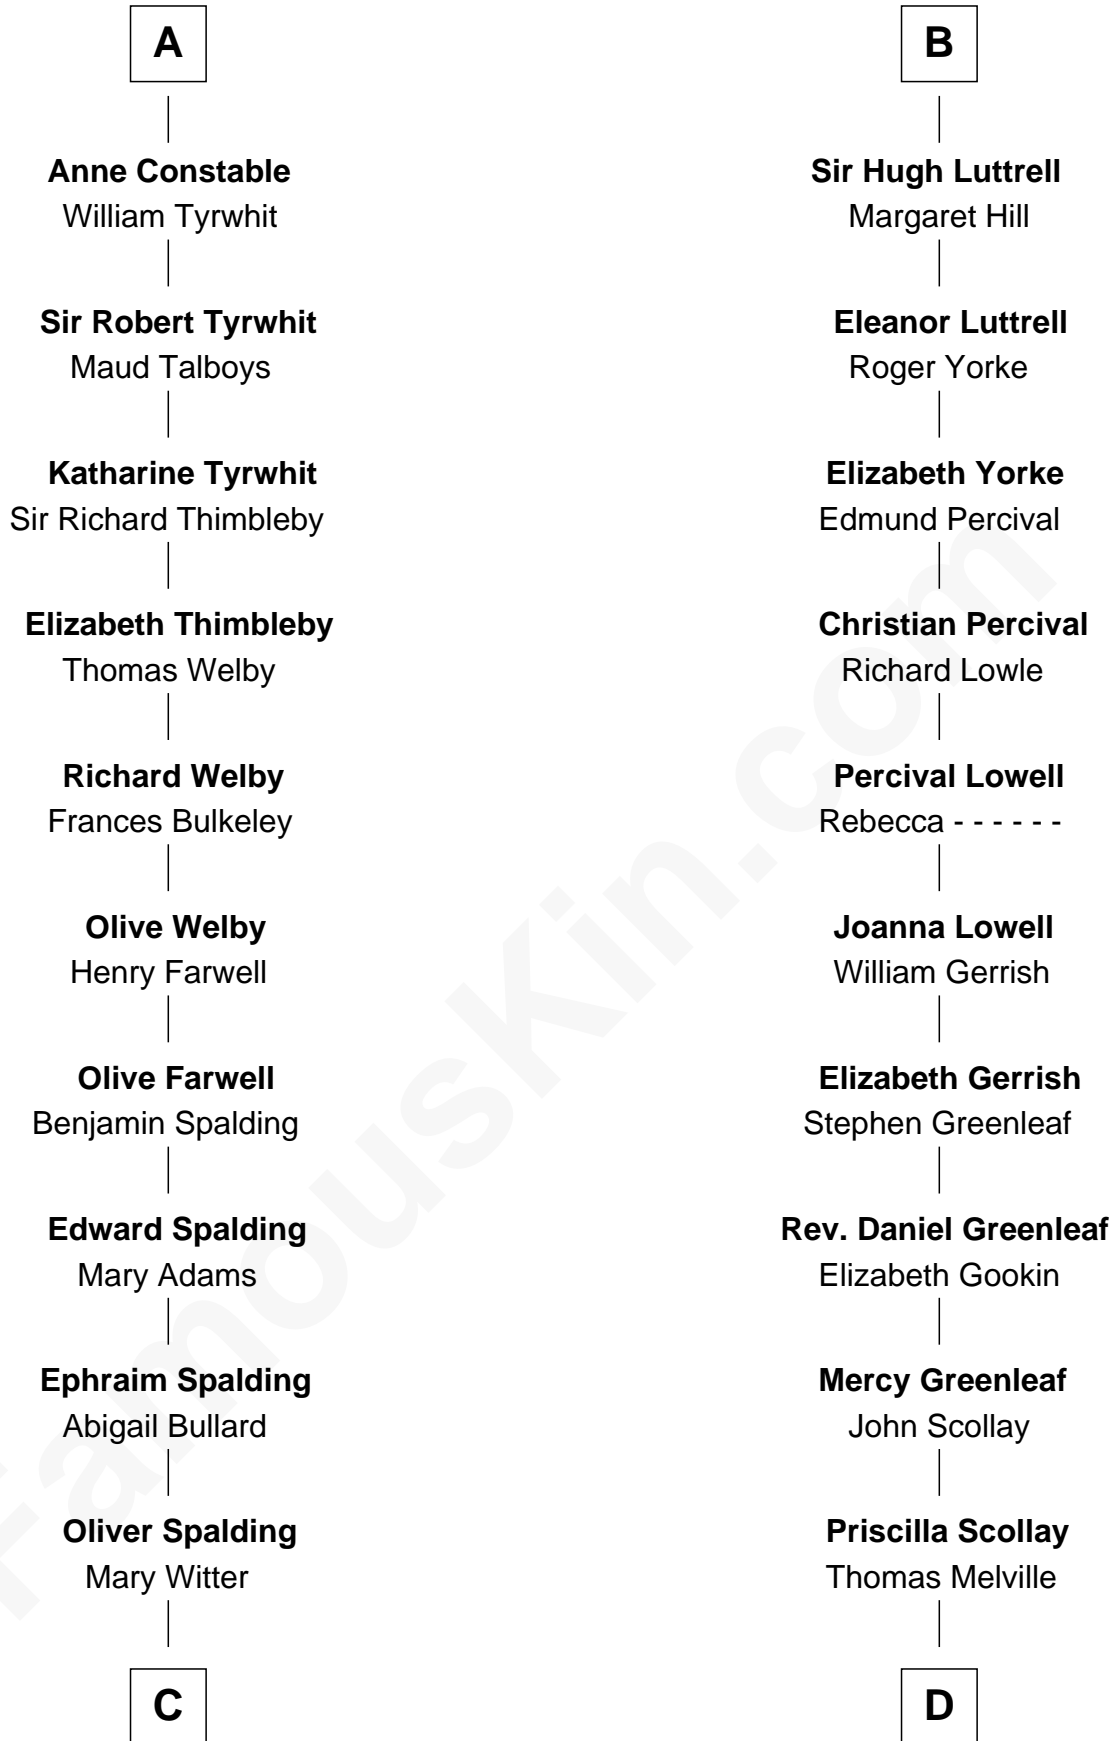 A
Anne Constable
William Tyrwhit
Sir Robert Tyrwhit
Maud Talboys
Katharine Tyrwhit
Sir Richard Thimbleby
Elizabeth Thimbleby
Thomas Welby
Richard Welby
Frances Bulkeley
Olive Welby
Henry Farwell
Olive Farwell
Benjamin Spalding
Edward Spalding
Mary Adams
Ephraim Spalding
Abigail Bullard
Oliver Spalding
Mary Witter
C
B
Sir Hugh Luttrell
Margaret Hill
Eleanor Luttrell
Roger Yorke
Elizabeth Yorke
Edmund Percival
Christian Percival
Richard Lowle
Percival Lowell
Rebecca - - - - - -
Joanna Lowell
William Gerrish
Elizabeth Gerrish
Stephen Greenleaf
Rev. Daniel Greenleaf
Elizabeth Gookin
Mercy Greenleaf
John Scollay
Priscilla Scollay
Thomas Melville
D
FamousKin.com